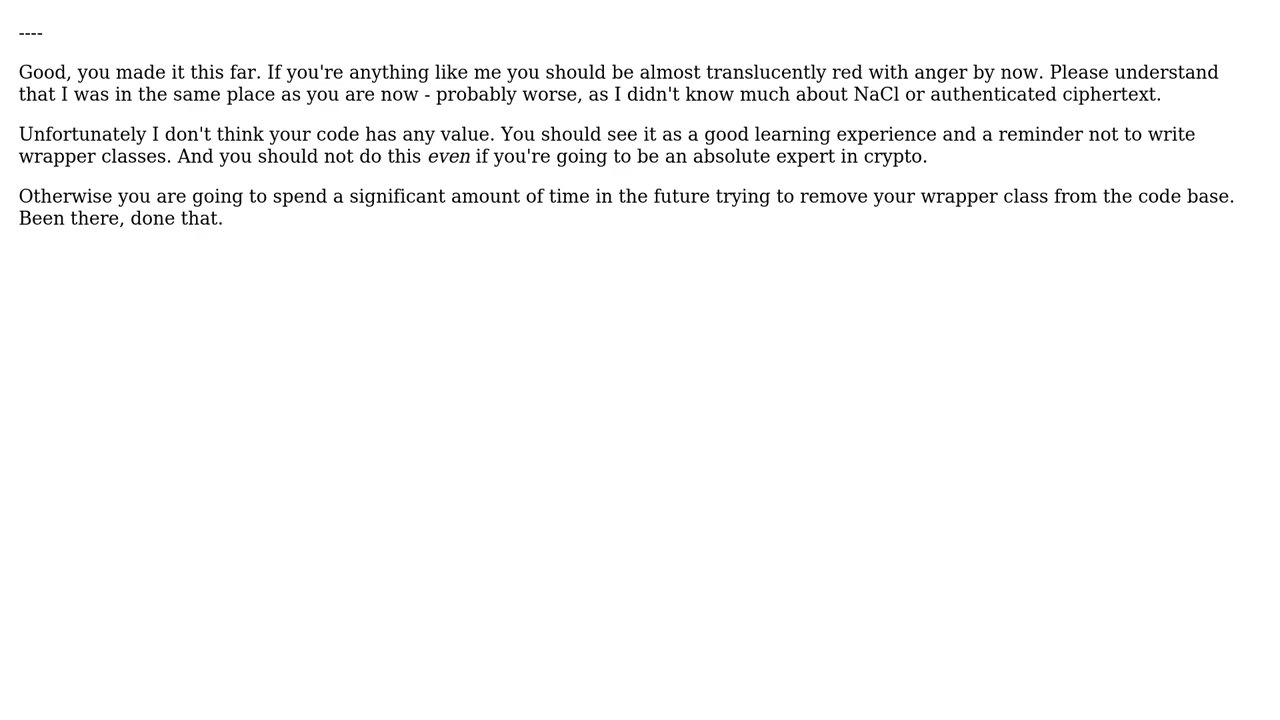 ----
Good, you made it this far. If you're anything like me you should be almost translucently red with anger by now. Please understand
that I was in the same place as you are now - probably worse, as I didn't know much about NaCl or authenticated ciphertext.
Unfortunately I don't think your code has any value. You should see it as a good learning experience and a reminder not to write
wrapper classes. And you should not do this even if you're going to be an absolute expert in crypto.
Otherwise you are going to spend a significant amount of time in the future trying to remove your wrapper class from the code base.
Been there, done that.